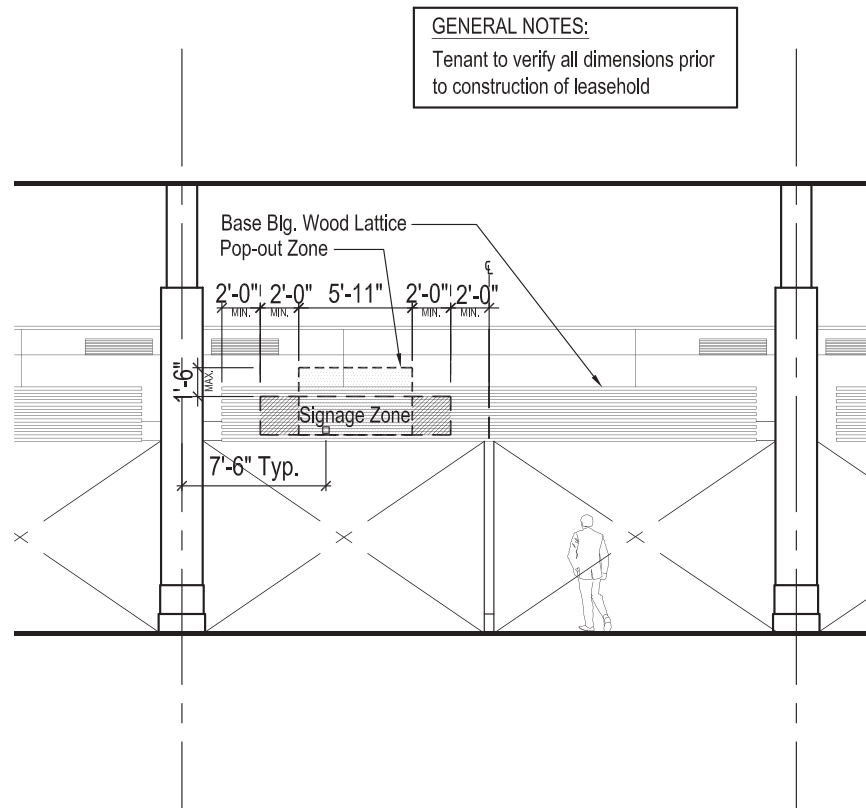 GENERAL NOTES:
Tenant to verify all dimensions prior
to construction of leasehold
Base Blg. Wood Lattice
Pop-out Zone
℄
2'-0" 2'-0" 5'-11" 2'-0" 2'-0"
MIN. MIN. MIN. MIN.
1'-6"
MAX.
Signage Zone
7'-6" Typ.